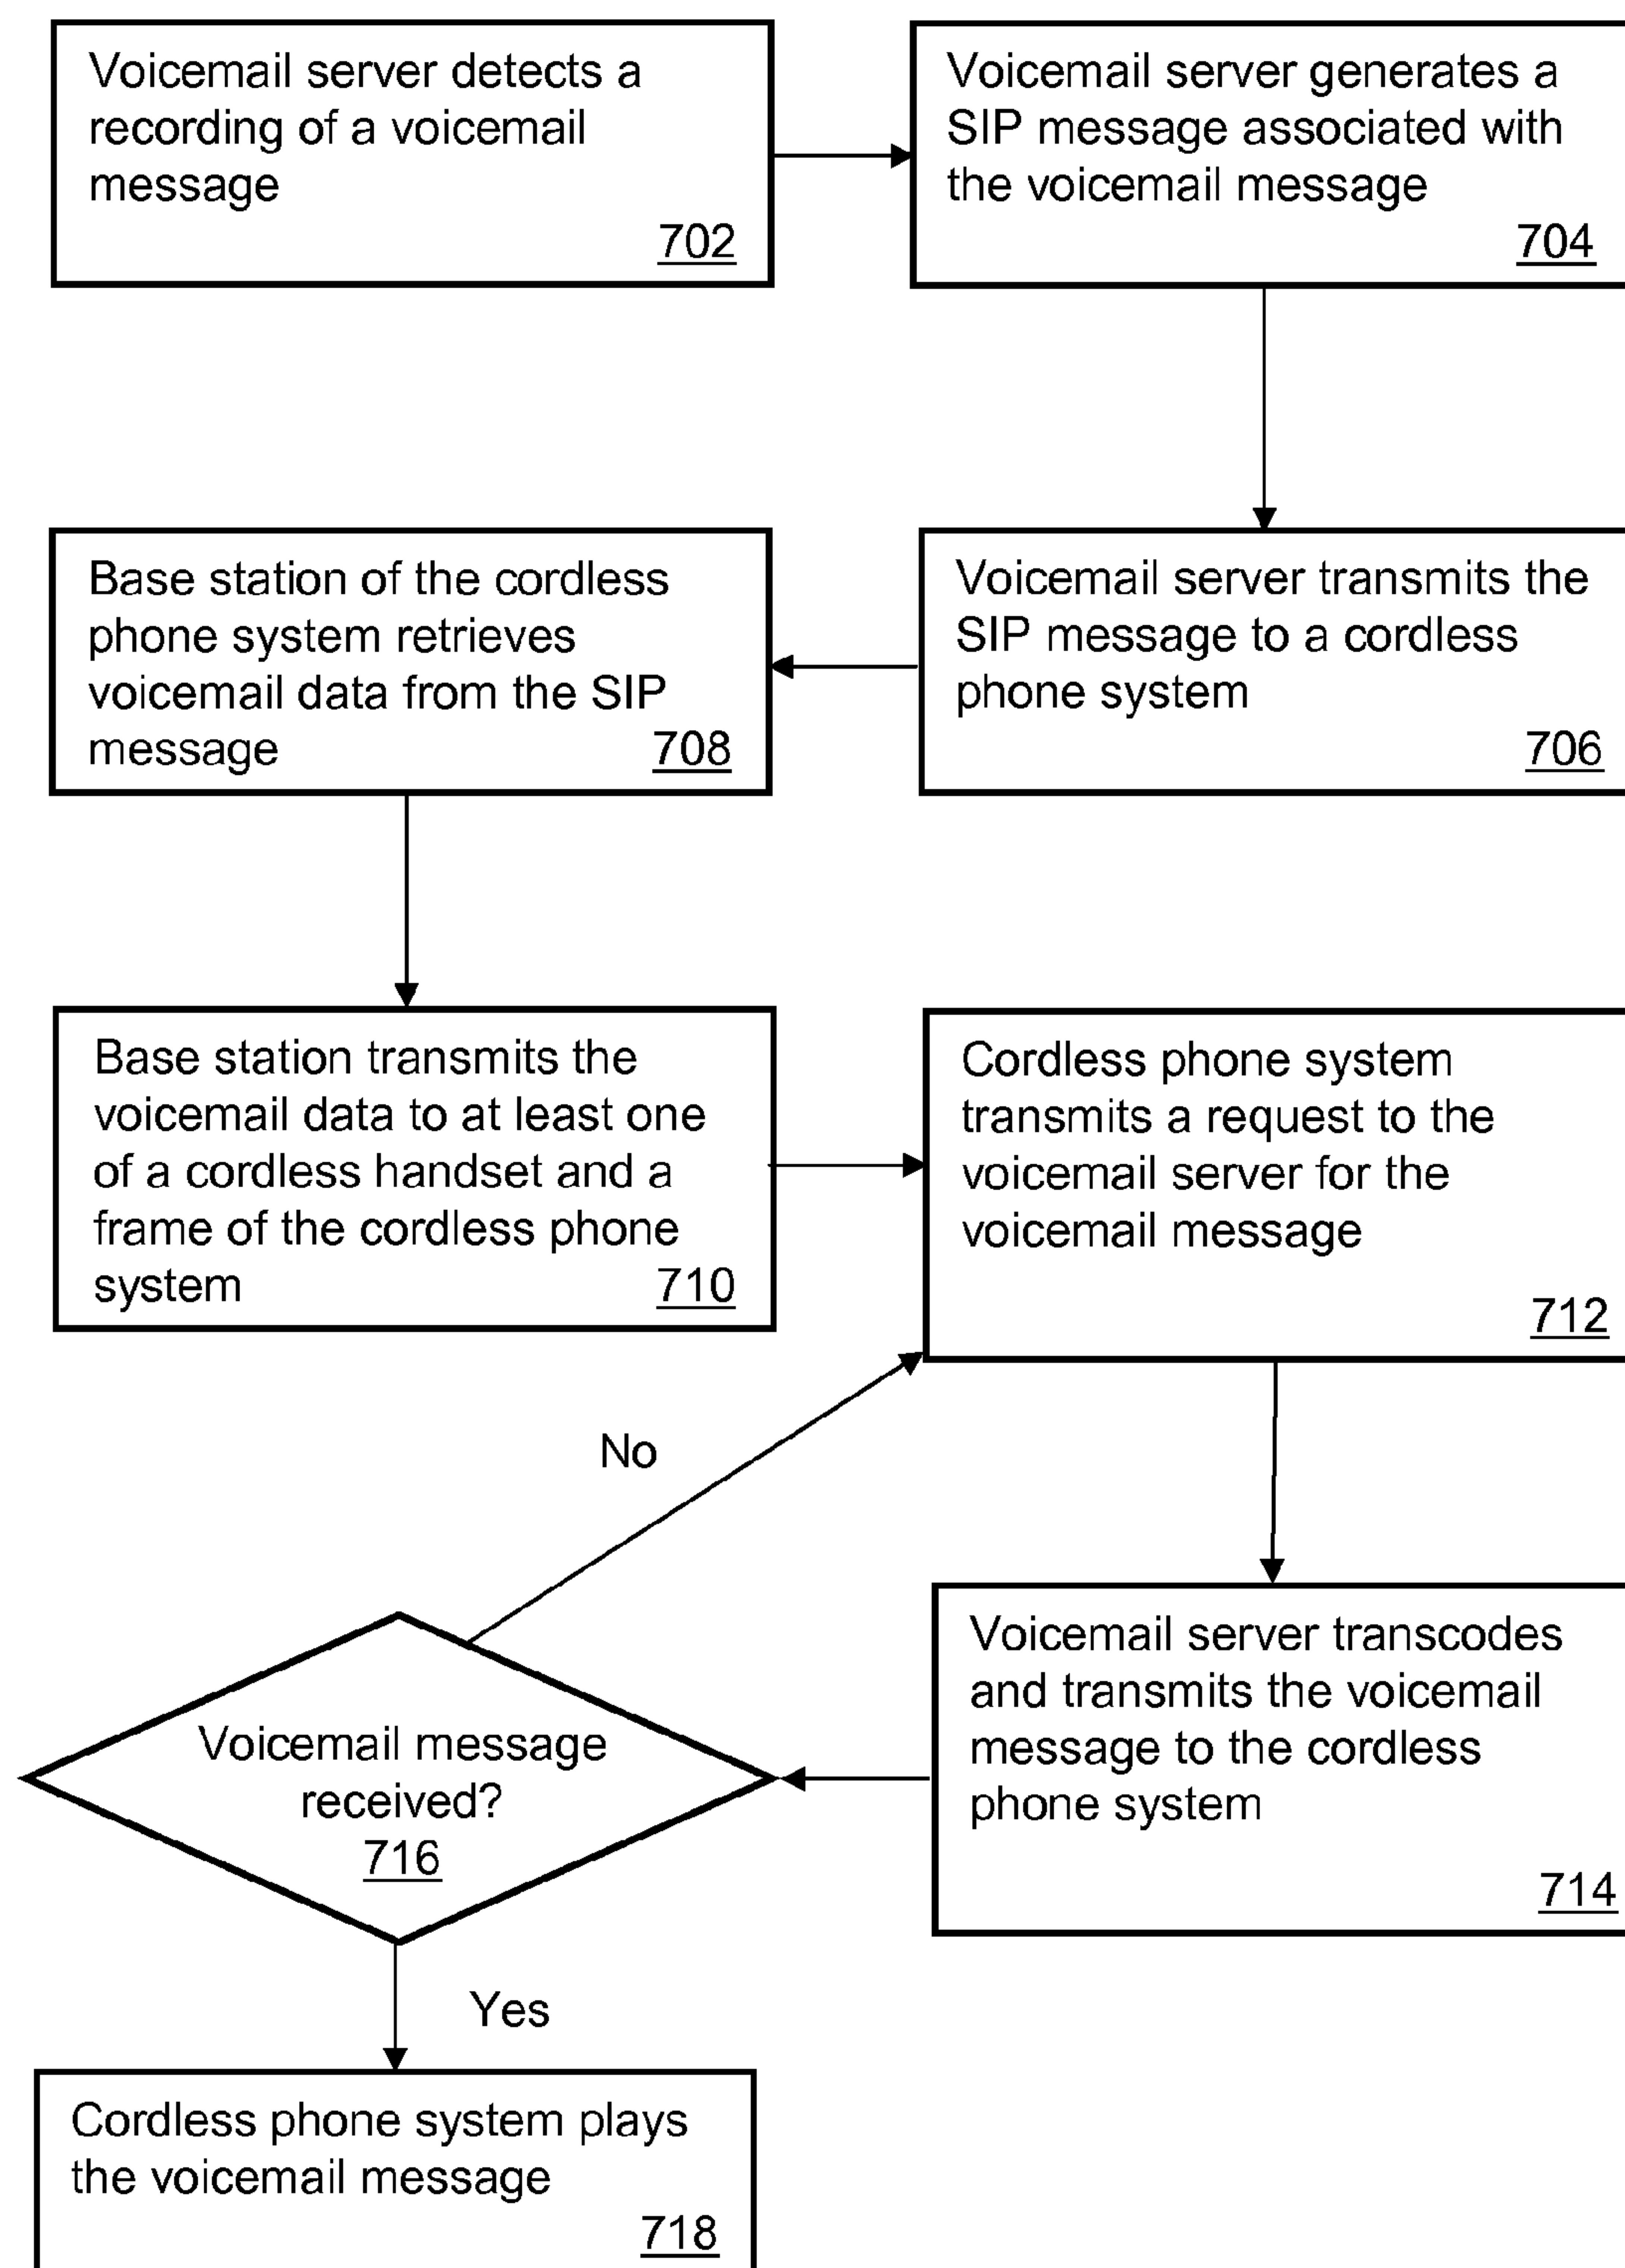 Voicemail server detects a
recording of a voicemail
message
702
Voicemail server generates a
SIP message associated with
the voicemail message
704
Voicemail server transmits the
SIP message to a cordless
phone system
706
Base station of the cordless
phone system retrieves
voicemail data from the SIP
message 708
Base station transmits the
voicemail data to at least one
of a cordless handset and a
frame of the cordless phone
system 710
Cordless phone system
transmits a request to the
voicemail server for the
voicemail message
712
Voicemail server transcodes
and transmits the voicemail
message to the cordless
phone system
714
No
Voicemail message
received?
716
Yes
Cordless phone system plays
the voicemail message
718